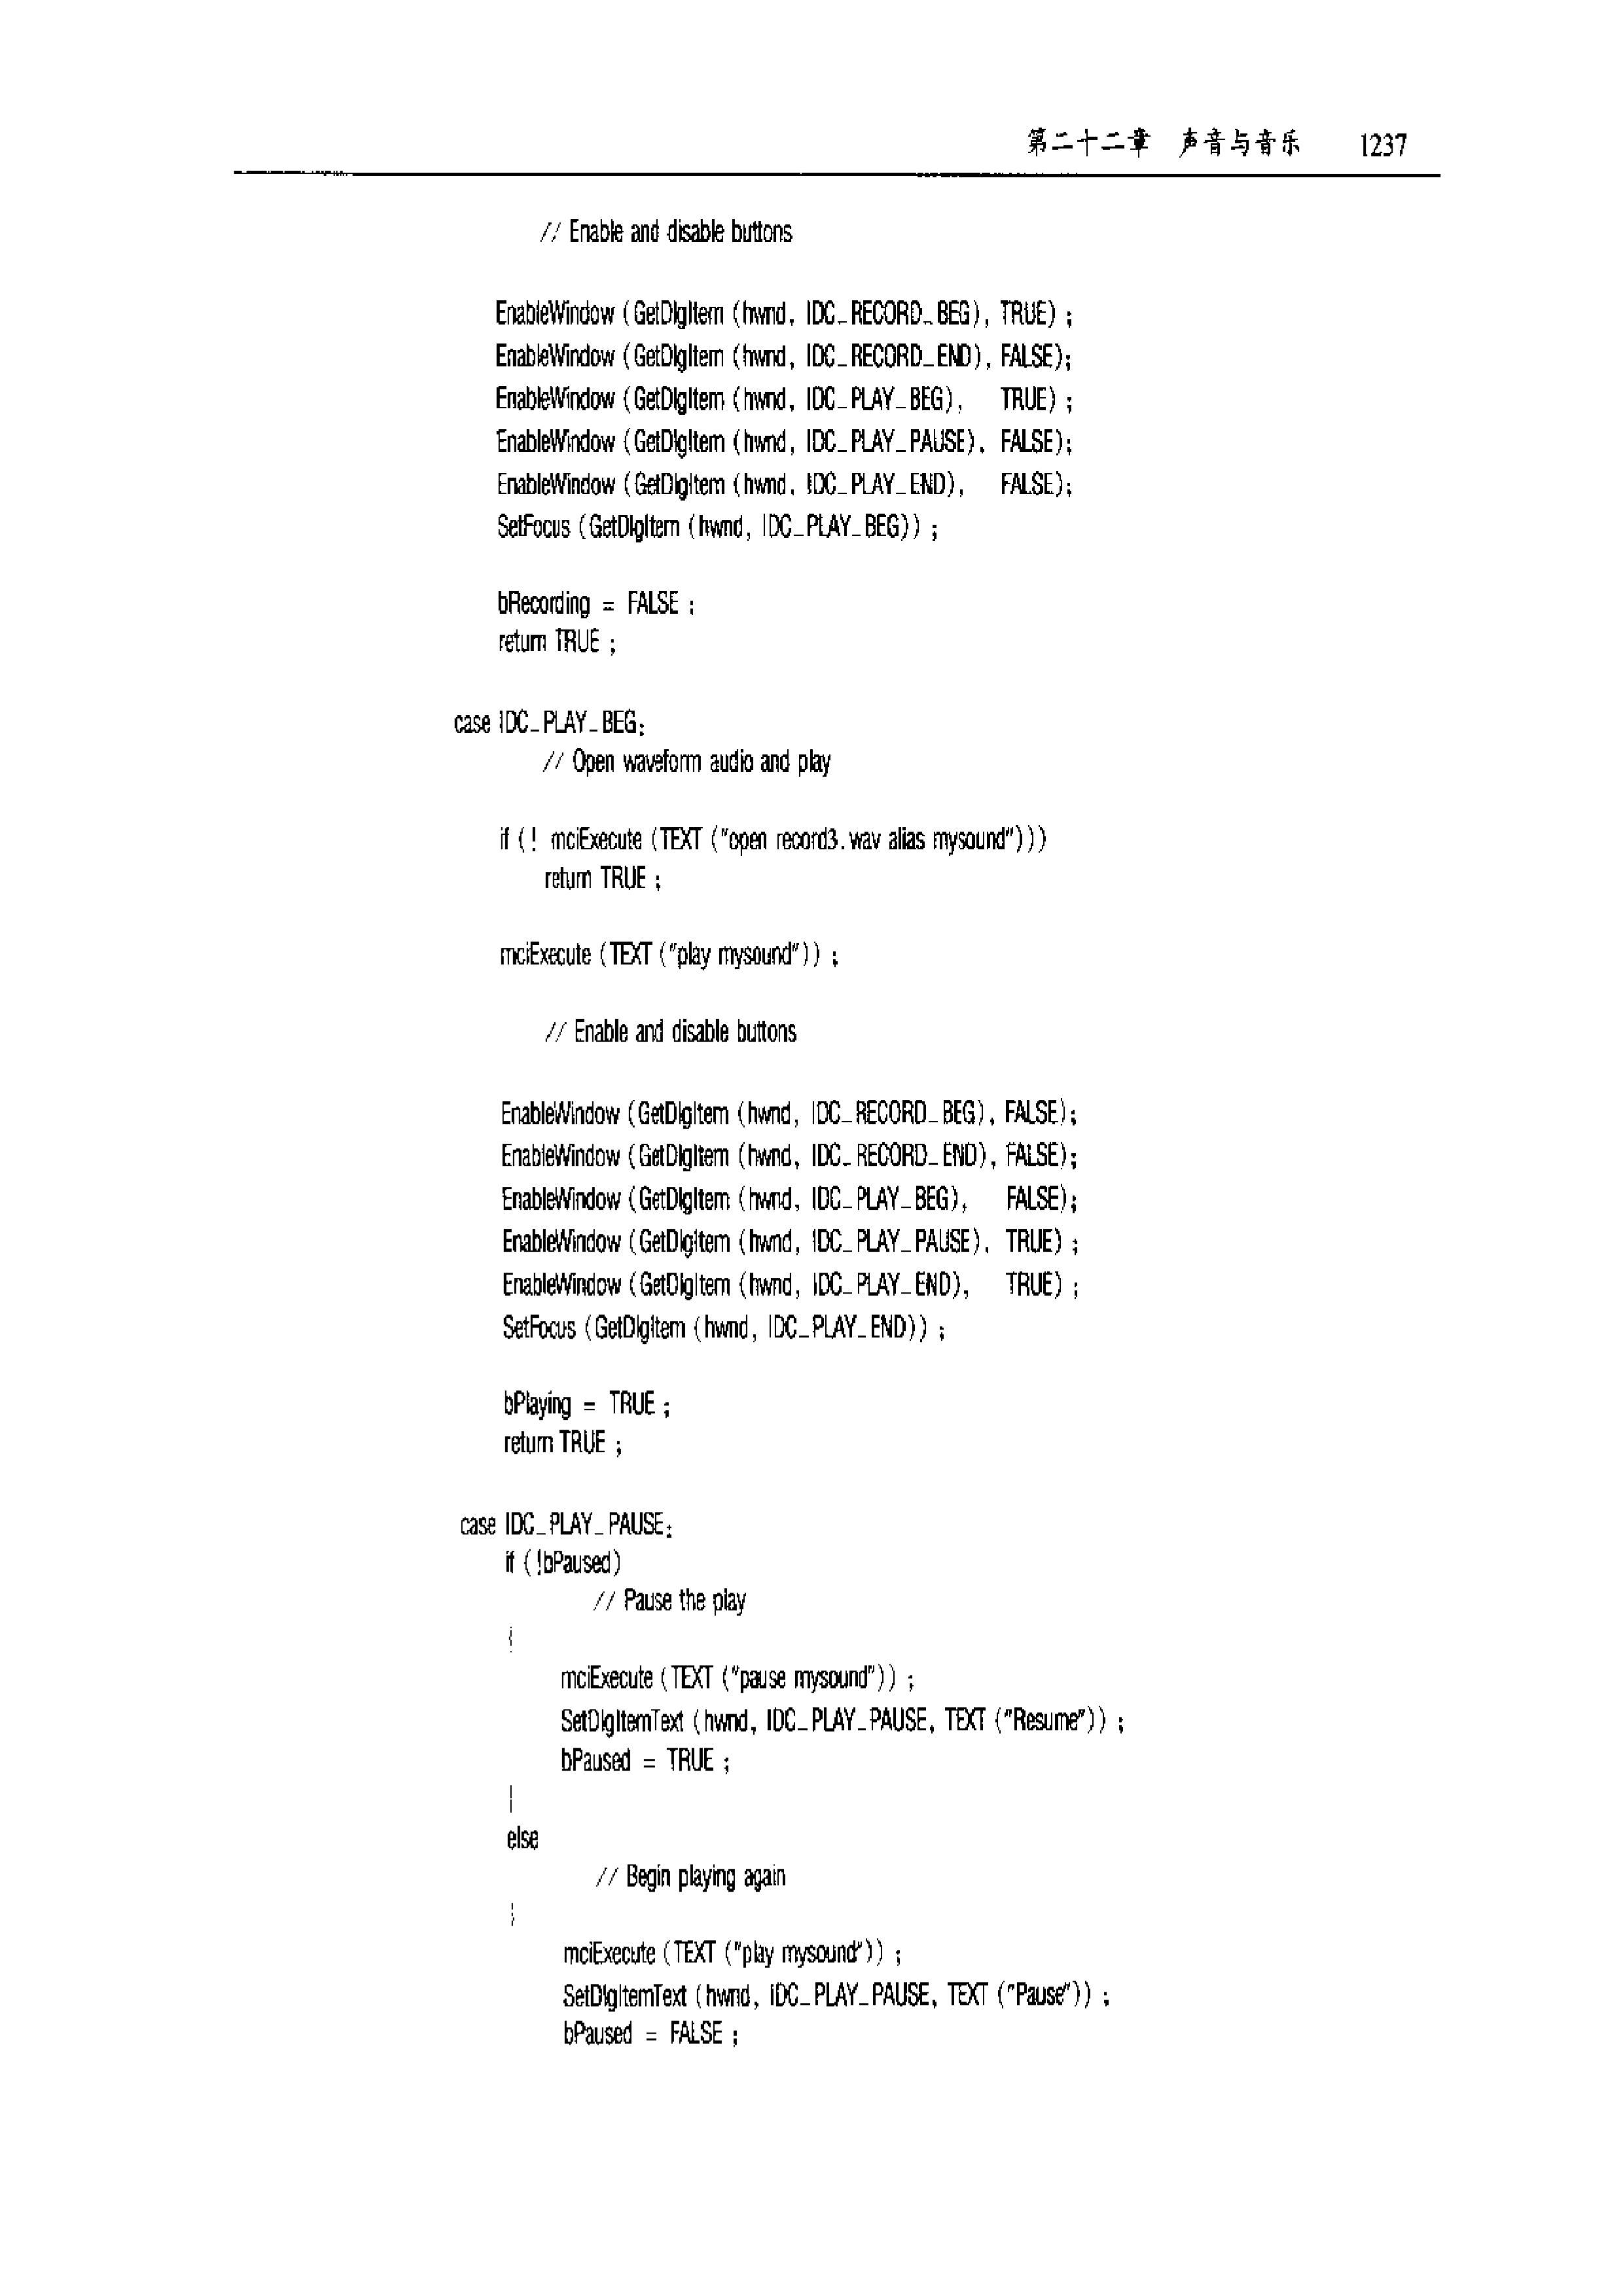 第二十二章 声音与音乐 1237
// Enable and disable buttons
EnableWindow (GetDlgItem (hwnd, IDC_RECORD_BEG), TRUE) ;
EnableWindow (GetDlgItem (hwnd, IDC_RECORD_END), FALSE);
EnableWindow (GetDlgItem (hwnd, IDC_PLAY_BEG), TRUE) ;
EnableWindow (GetDlgItem (hwnd, IDC_PLAY_PAUSE), FALSE);
EnableWindow (GetDlgItem (hwnd, IDC_PLAY_END), FALSE);
SetFocus (GetDlgItem (hwnd, IDC_PLAY_BEG)) ;
bRecording = FALSE ;
return TRUE ;
case IDC_PLAY_BEG:
// Open waveform audio and play
if (! mciExecute (TEXT ("open record3.wav alias mysound")))
return TRUE ;
mciExecute (TEXT ("play mysound")) ;
// Enable and disable buttons
EnableWindow (GetDlgItem (hwnd, IDC_RECORD_BEG), FALSE);
EnableWindow (GetDlgItem (hwnd, IDC_RECORD_END), FALSE);
EnableWindow (GetDlgItem (hwnd, IDC_PLAY_BEG), FALSE);
EnableWindow (GetDlgItem (hwnd, IDC_PLAY_PAUSE), TRUE) ;
EnableWindow (GetDlgItem (hwnd, IDC_PLAY_END), TRUE) ;
SetFocus (GetDlgItem (hwnd, IDC_PLAY_END)) ;
bPlaying = TRUE ;
return TRUE ;
case IDC_PLAY_PAUSE:
if (!bPaused)
// Pause the play
{
mciExecute (TEXT ("pause mysound")) ;
SetDlgItemText (hwnd, IDC_PLAY_PAUSE, TEXT ("Resume")) ;
bPaused = TRUE ;
}
else
// Begin playing again
{
mciExecute (TEXT ("play mysound")) ;
SetDlgItemText (hwnd, IDC_PLAY_PAUSE, TEXT ("Pause")) ;
bPaused = FALSE ;